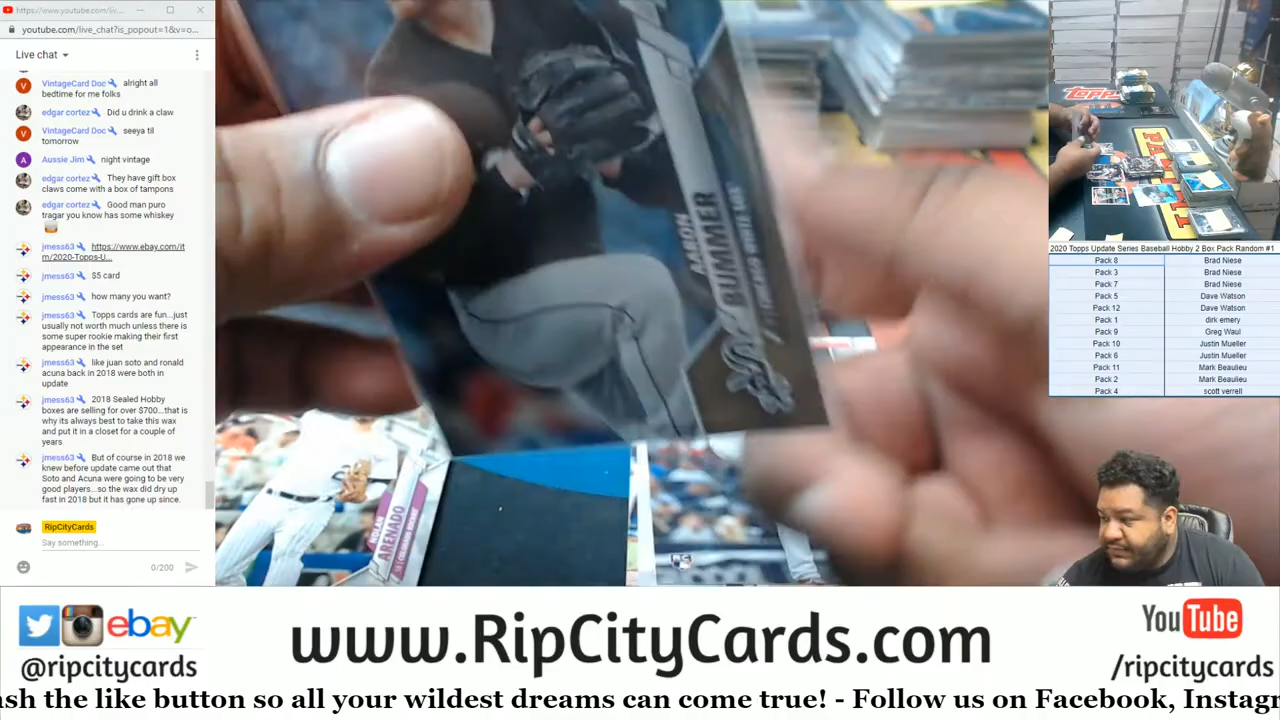 https://www.youtube.com/liv...
youtube.com/live_chat?is_popout=1&v=o...
Live chat
VintageCard Doc alright all
bedtime for me folks
edgar cortez Did u drink a claw
VintageCard Doc seeya til
tomorrow
Aussie Jim night vintage
edgar cortez They have gift box
claws come with a box of tampons
edgar cortez Good man puro
tragar you know has some whiskey
jmess63 https://www.ebay.com/it
m/2020-Topps-U...
jmess63 $5 card
jmess63 how many you want?
jmess63 Topps cards are fun...just
usually not worth much unless there is
some super rookie making their first
appearance in the set
jmess63 like juan soto and ronald
acuna back in 2018 were both in
update
jmess63 2018 Sealed Hobby
boxes are selling for over $700...that is
why its always best to take this wax
and put it in a closet for a couple of
years
jmess63 But of course in 2018 we
knew before update came out that
Soto and Acuna were going to be very
good players...so the wax did dry up
fast in 2018 but it has gone up since.
RipCityCards
Say something...
0/200
AARON
BUMMER
Sox
NOLAN
ARENADO
RC
TOPPS
PANINI
2020 Topps Update Series Baseball Hobby 2 Box Pack Random #1
Pack 8 Brad Niese
Pack 3 Brad Niese
Pack 7 Brad Niese
Pack 5 Dave Watson
Pack 12 Dave Watson
Pack 1 dirk emery
Pack 9 Greg Waul
Pack 10 Justin Mueller
Pack 6 Justin Mueller
Pack 11 Mark Beaulieu
Pack 2 Mark Beaulieu
Pack 4 scott verrell
ebay
@ripcitycards
www.RipCityCards.com
YouTube
/ripcitycards
ash the like button so all your wildest dreams can come true! - Follow us on Facebook, Instagr